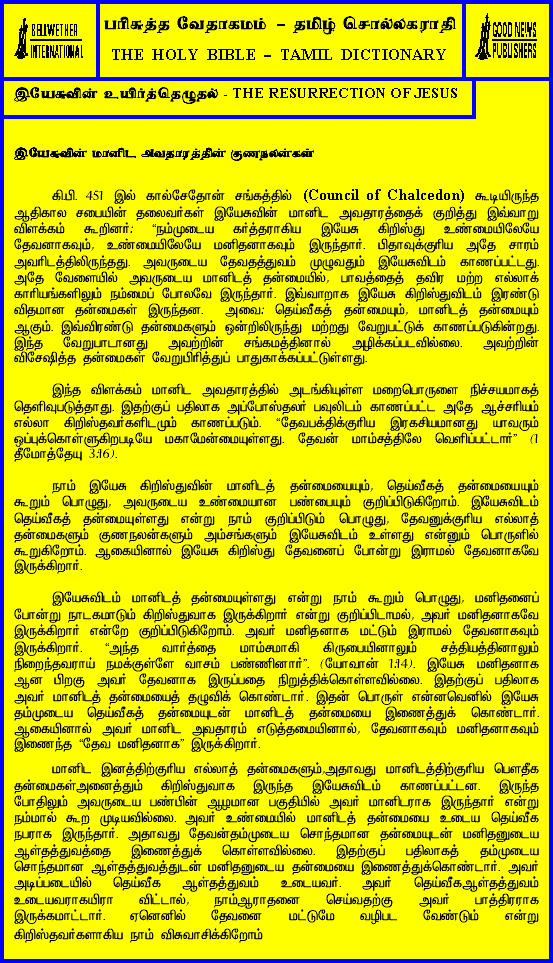 BELLWETHER
INTERNATIONAL
பரிசுத்த வேதாகமம் – தமிழ் சொல்லகராதி
THE HOLY BIBLE – TAMIL DICTIONARY
GOOD NEWS
PUBLISHERS
இயேசுவின் உயிர்த்தெழுதல் - THE RESURRECTION OF JESUS
இயேசுவின் மானிட அவதாரத்தின் குணநலன்கள்
கி.பி. 451 இல் கால்சேதோன் சங்கத்தில் (Council of Chalcedon) கூடியிருந்த
ஆதிகால சபையின் தலைவர்கள் இயேசுவின் மானிட அவதாரத்தைக் குறித்து இவ்வாறு
விளக்கம் கூறினர்: “நம்முடைய கர்த்தராகிய இயேசு கிறிஸ்து உண்மையிலேயே
தேவனாகவும், உண்மையிலேயே மனிதனாகவும் இருந்தார். பிதாவுக்குரிய அதே சாரம்
அவரிடத்திலிருந்தது. அவருடைய தேவதத்துவம் முழுவதும் இயேசுவிடம் காணப்பட்டது.
அதே வேளையில் அவருடைய மானிடத் தன்மையில், பாவத்தைத் தவிர மற்ற எல்லாக்
காரியங்களிலும் நம்மைப் போலவே இருந்தார். இவ்வாறாக இயேசு கிறிஸ்துவிடம் இரண்டு
விதமான தன்மைகள் இருந்தன. அவை: தெய்வீகத் தன்மையும், மானிடத் தன்மையும்
ஆகும். இவ்விரண்டு தன்மைகளும் ஒன்றிலிருந்து மற்றது வேறுபட்டுக் காணப்படுகின்றது.
இந்த வேறுபாடானது அவற்றின் சங்கமத்தினால் அழிக்கப்படவில்லை. அவற்றின்
விசேஷித்த தன்மைகள் வேறுபிரித்துப் பாதுகாக்கப்பட்டுள்ளது.
இந்த விளக்கம் மானிட அவதாரத்தில் அடங்கியுள்ள மறைபொருளை நிச்சயமாகத்
தெளிவுபடுத்தாது. இதற்குப் பதிலாக அப்போஸ்தலர் பவுலிடம் காணப்பட்ட அதே ஆச்சரியம்
எல்லா கிறிஸ்தவர்களிடமும் காணப்படும். “தேவபக்திக்குரிய இரகசியமானது யாவரும்
ஒப்புக்கொள்ளுகிறபடியே மகாமேன்மையுள்ளது. தேவன் மாம்சத்திலே வெளிப்பட்டார்” (1
தீமோத்தேயு 3:16).
நாம் இயேசு கிறிஸ்துவின் மானிடத் தன்மையையும், தெய்வீகத் தன்மையையும்
கூறும் பொழுது, அவருடைய உண்மையான பண்பையும் குறிப்பிடுகிறோம். இயேசுவிடம்
தெய்வீகத் தன்மையுள்ளது என்று நாம் குறிப்பிடும் பொழுது, தேவனுக்குரிய எல்லாத்
தன்மைகளும் குணநலன்களும் அம்சங்களும் இயேசுவிடம் உள்ளது என்னும் பொருளில்
கூறுகிறோம். ஆகையினால் இயேசு கிறிஸ்து தேவனைப் போன்று இராமல் தேவனாகவே
இருக்கிறார்.
இயேசுவிடம் மானிடத் தன்மையுள்ளது என்று நாம் கூறும் பொழுது, மனிதனைப்
போன்று நாடகமாடும் கிறிஸ்துவாக இருக்கிறார் என்று குறிப்பிடாமல், அவர் மனிதனாகவே
இருக்கிறார் என்றே குறிப்பிடுகிறோம். அவர் மனிதனாக மட்டும் இராமல் தேவனாகவும்
இருக்கிறார். “அந்த வார்த்தை மாம்சமாகி கிருபையினாலும் சத்தியத்தினாலும்
நிறைந்தவராய் நமக்குள்ளே வாசம் பண்ணினார்”. (யோவான் 1:14). இயேசு மனிதனாக
ஆன பிறகு அவர் தேவனாக இருப்பதை நிறுத்திக்கொள்ளவில்லை. இதற்குப் பதிலாக
அவர் மானிடத் தன்மையைத் தழுவிக் கொண்டார். இதன் பொருள் என்னவெனில் இயேசு
தம்முடைய தெய்வீகத் தன்மையுடன் மானிடத் தன்மையை இணைத்துக் கொண்டார்.
ஆகையினால் அவர் மானிட அவதாரம் எடுத்தமையினால், தேவனாகவும் மனிதனாகவும்
இணைந்த “தேவ மனிதனாக” இருக்கிறார்.
மானிட இனத்திற்குரிய எல்லாத் தன்மைகளும்,அதாவது மானிடத்திற்குரிய பௌதீக
தன்மைகள்அனைத்தும் கிறிஸ்துவாக இருந்த இயேசுவிடம் காணப்பட்டன. இருந்த
போதிலும் அவருடைய பண்பின் ஆழமான பகுதியில் அவர் மானிடராக இருந்தார் என்று
நம்மால் கூற முடியவில்லை. அவர் உண்மையில் மானிடத் தன்மையை உடைய தெய்வீக
நபராக இருந்தார். அதாவது தேவன்தம்முடைய சொந்தமான தன்மையுடன் மனிதனுடைய
ஆள்தத்துவத்தை இணைத்துக் கொள்ளவில்லை. இதற்குப் பதிலாகத் தம்முடைய
சொந்தமான ஆள்தத்துவத்துடன் மனிதனுடைய தன்மையை இணைத்துக்கொண்டார். அவர்
அடிப்படையில் தெய்வீக ஆள்தத்துவம் உடையவர். அவர் தெய்வீகஆள்தத்துவம்
உடையவராகயிரா விட்டால், நாம்ஆராதனை செய்வதற்கு அவர் பாத்திரராக
இருக்கமாட்டார். ஏனெனில் தேவனை மட்டுமே வழிபட வேண்டும் என்று
கிறிஸ்தவர்களாகிய நாம் விசுவாசிக்கிறோம்